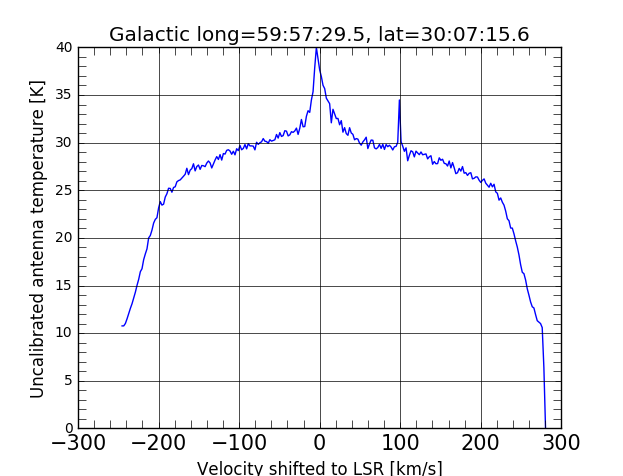 Galactic long=59:57:29.5, lat=30:07:15.6
Uncalibrated antenna temperature [K]
40
35
30
25
20
15
10
5
0
−300 −200 −100 0 100 200 300
Velocity shifted to LSR [km/s]